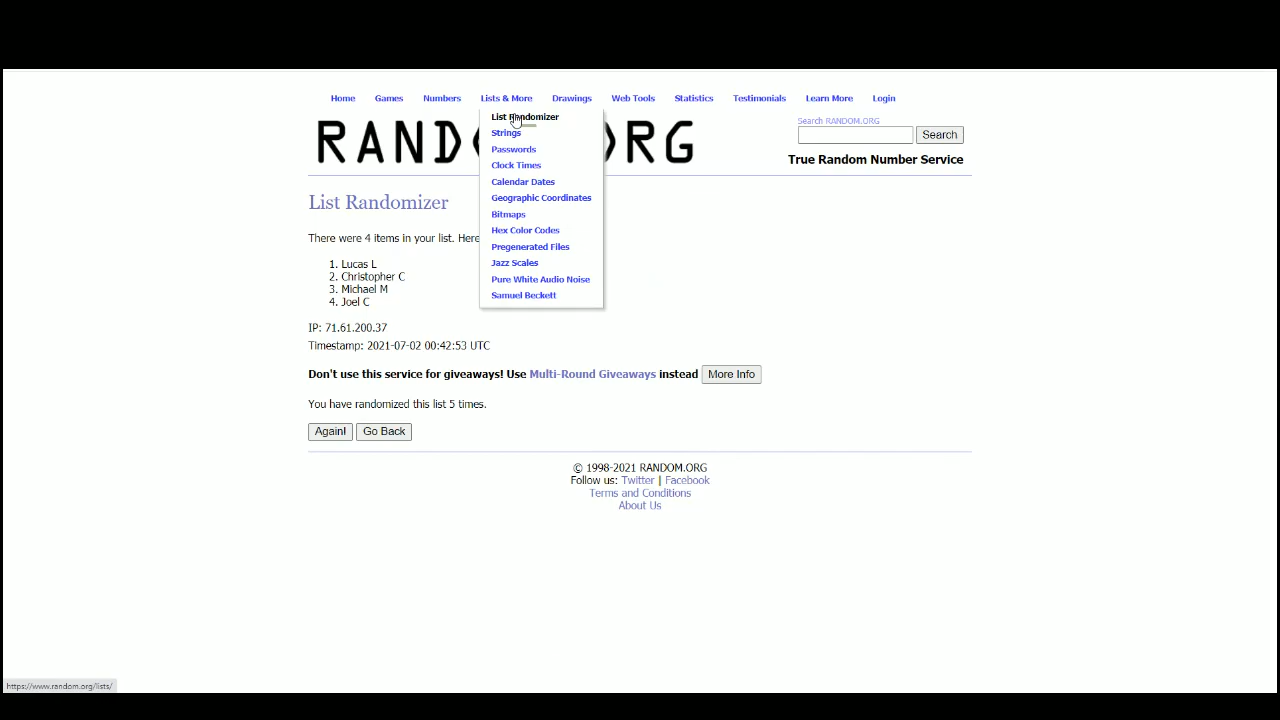 Home Games Numbers Lists & More Drawings Web Tools Statistics Testimonials Learn More Login
List Randomizer
Strings
Passwords
Clock Times
Calendar Dates
Geographic Coordinates
Bitmaps
Hex Color Codes
Pregenerated Files
Jazz Scales
Pure White Audio Noise
Samuel Beckett
RAND RG
Search RANDOM.ORG
Search
True Random Number Service
List Randomizer
There were 4 items in your list. Here
1. Lucas L
2. Christopher C
3. Michael M
4. Joel C
IP: 71.61.200.37
Timestamp: 2021-07-02 00:42:53 UTC
Don't use this service for giveaways! Use Multi-Round Giveaways instead More Info
You have randomized this list 5 times.
Again! Go Back
© 1998-2021 RANDOM.ORG
Follow us: Twitter | Facebook
Terms and Conditions
About Us
https://www.random.org/lists/